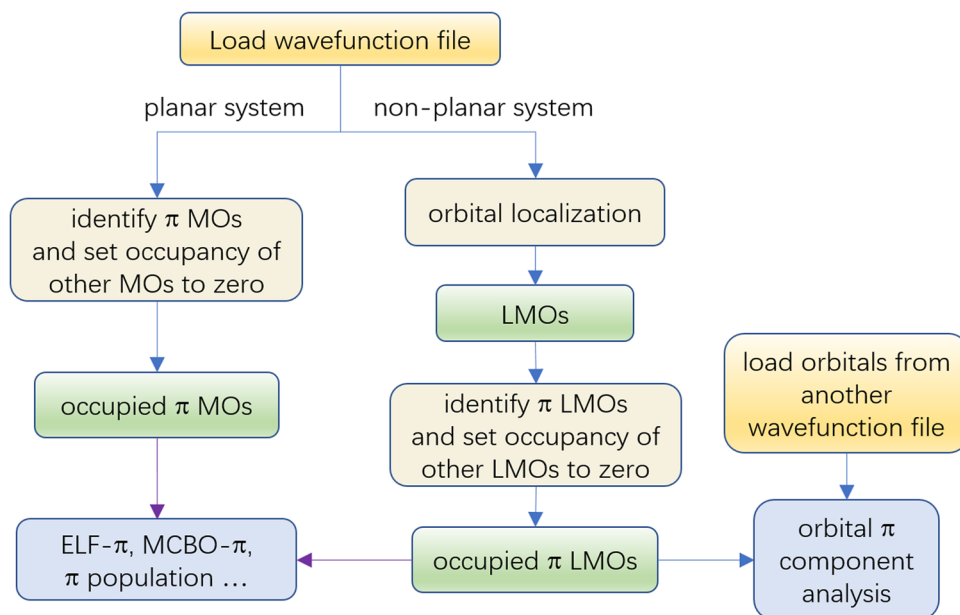 Load wavefunction file
planar system
non-planar system
identify π MOs
and set occupancy of
other MOs to zero
orbital localization
LMOs
occupied π MOs
identify π LMOs
and set occupancy of
other LMOs to zero
load orbitals from
another
wavefunction file
ELF-π, MCBO-π,
π population ...
occupied π LMOs
orbital π
component
analysis